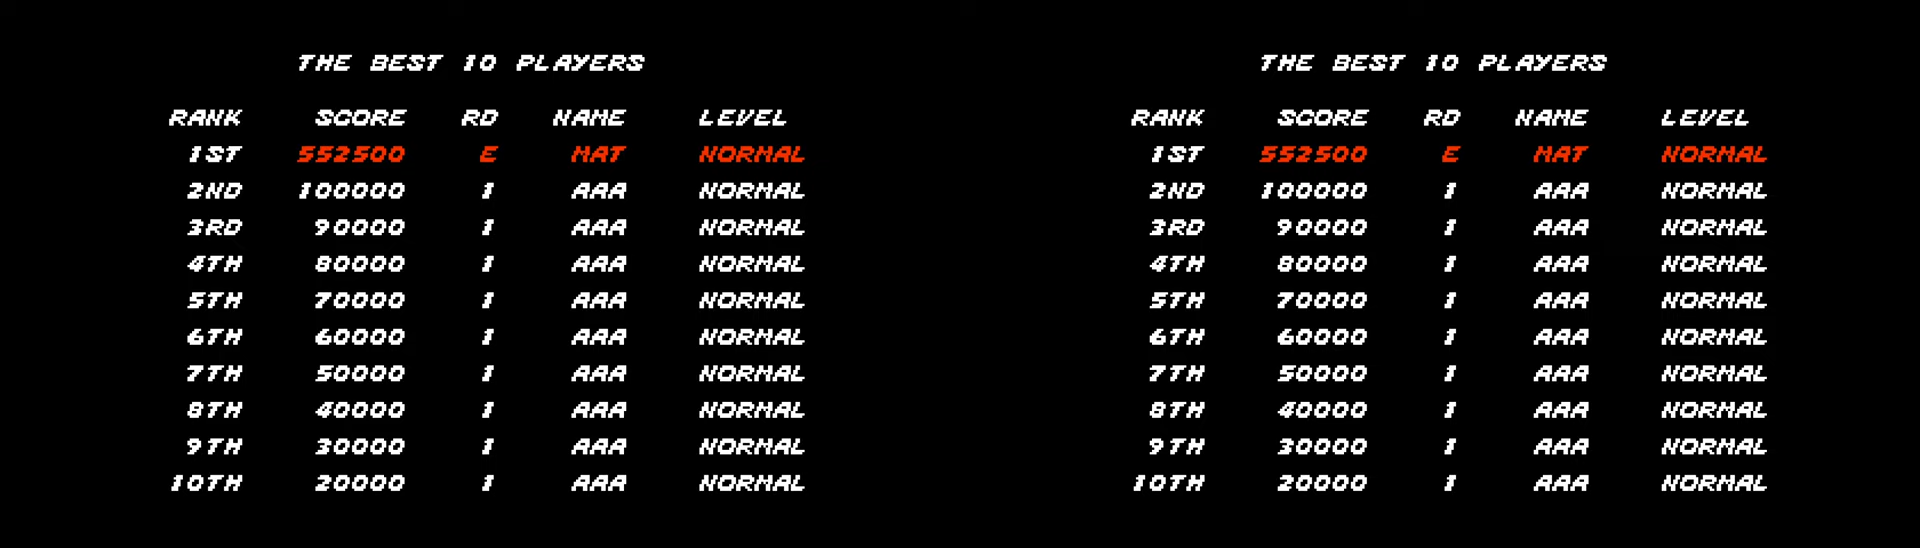 THE BEST 10 PLAYERS
RANK SCORE RD NAME LEVEL
1ST 552500 E MAT NORMAL
2ND 100000 1 AAA NORMAL
3RD 90000 1 AAA NORMAL
4TH 80000 1 AAA NORMAL
5TH 70000 1 AAA NORMAL
6TH 60000 1 AAA NORMAL
7TH 50000 1 AAA NORMAL
8TH 40000 1 AAA NORMAL
9TH 30000 1 AAA NORMAL
10TH 20000 1 AAA NORMAL
THE BEST 10 PLAYERS
RANK SCORE RD NAME LEVEL
1ST 552500 E MAT NORMAL
2ND 100000 1 AAA NORMAL
3RD 90000 1 AAA NORMAL
4TH 80000 1 AAA NORMAL
5TH 70000 1 AAA NORMAL
6TH 60000 1 AAA NORMAL
7TH 50000 1 AAA NORMAL
8TH 40000 1 AAA NORMAL
9TH 30000 1 AAA NORMAL
10TH 20000 1 AAA NORMAL